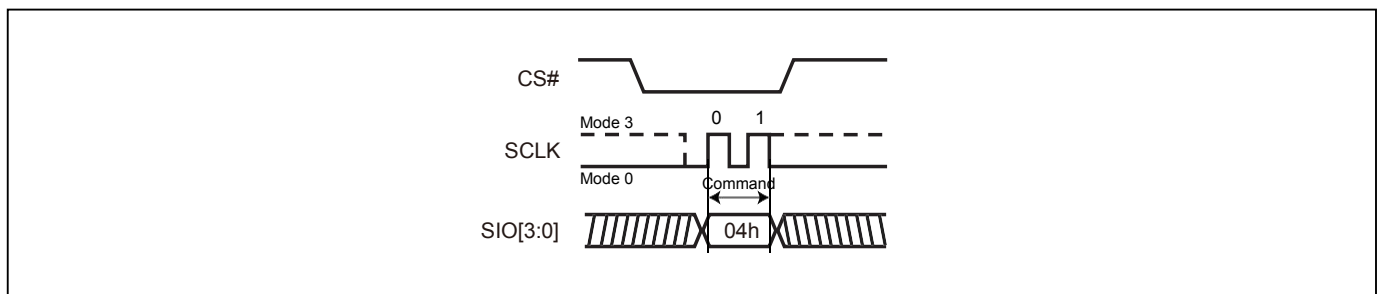 CS#
Mode 3 0 1
SCLK
Mode 0 Command
SIO[3:0] 04h